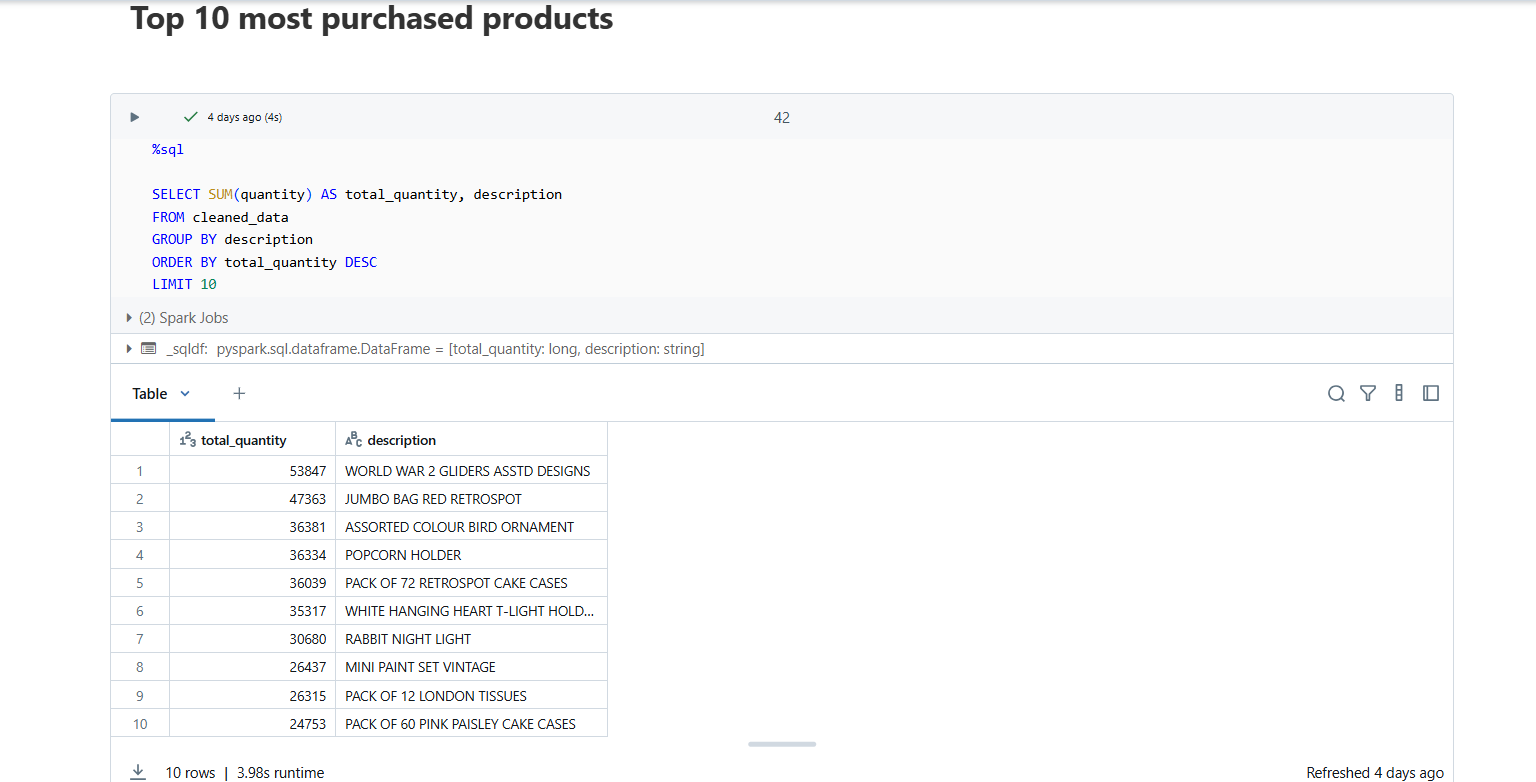 Top 10 most purchased products
4 days ago (4s)
42
%sql
SELECT SUM(quantity) AS total_quantity, description
FROM cleaned_data
GROUP BY description
ORDER BY total_quantity DESC
LIMIT 10
(2) Spark Jobs
_sqldf: pyspark.sql.dataframe.DataFrame = [total_quantity: long, description: string]
Table
total_quantity description
1 53847 WORLD WAR 2 GLIDERS ASSTD DESIGNS
2 47363 JUMBO BAG RED RETROSPOT
3 36381 ASSORTED COLOUR BIRD ORNAMENT
4 36334 POPCORN HOLDER
5 36039 PACK OF 72 RETROSPOT CAKE CASES
6 35317 WHITE HANGING HEART T-LIGHT HOLD...
7 30680 RABBIT NIGHT LIGHT
8 26437 MINI PAINT SET VINTAGE
9 26315 PACK OF 12 LONDON TISSUES
10 24753 PACK OF 60 PINK PAISLEY CAKE CASES
10 rows | 3.98s runtime
Refreshed 4 days ago